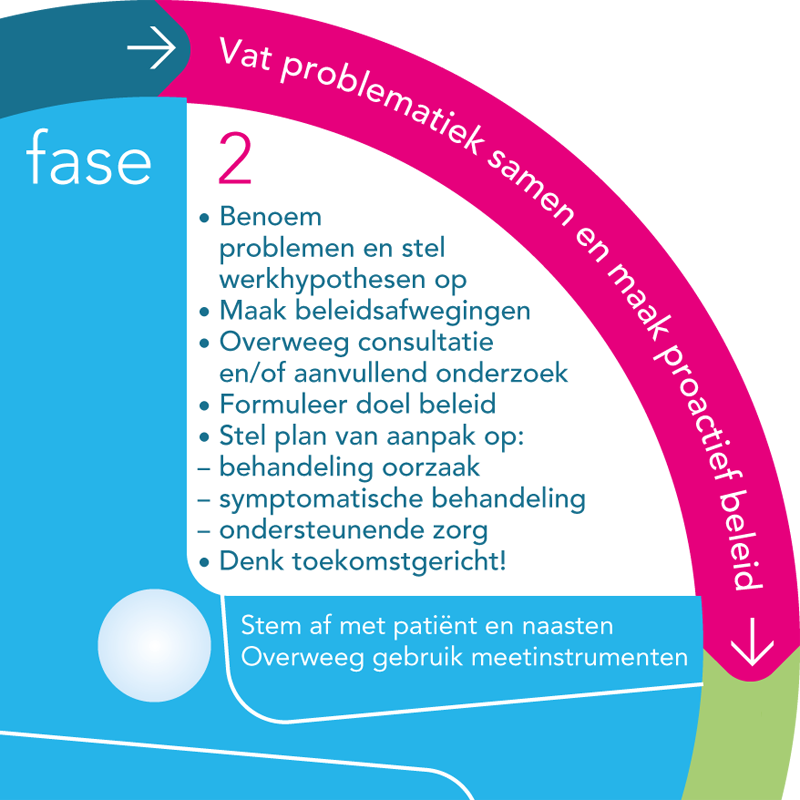 Vat problematiek samen en maak proactief beleid
fase 2
• Benoem
problemen en stel
werkhypothesen op
• Maak beleidsafwegingen
• Overweeg consultatie
en/of aanvullend onderzoek
• Formuleer doel beleid
• Stel plan van aanpak op:
– behandeling oorzaak
– symptomatische behandeling
– ondersteunende zorg
• Denk toekomstgericht!
Stem af met patiënt en naasten
Overweeg gebruik meetinstrumenten